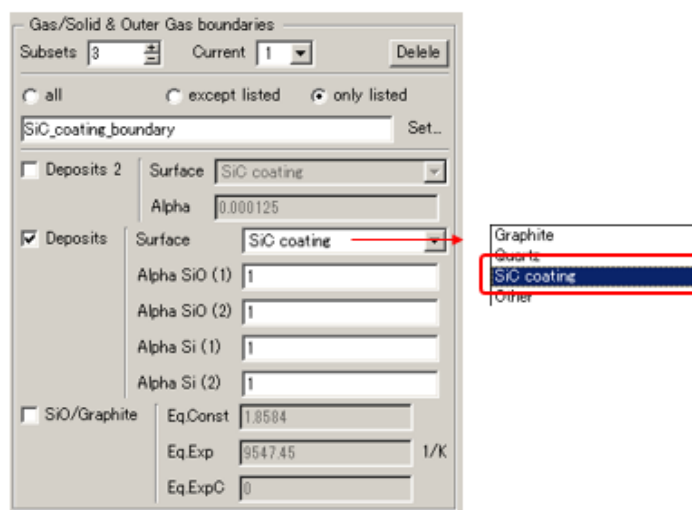 Gas/Solid & Outer Gas boundaries
Subsets 3 Current 1 Delele
all except listed only listed
SiC_coating_boundary Set...
Deposits 2 Surface SiC coating
Alpha 0.000125
Deposits Surface SiC coating
Alpha SiO (1) 1
Alpha SiO (2) 1
Alpha Si (1) 1
Alpha Si (2) 1
SiO/Graphite Eq.Const 1.8584
Eq.Exp 9547.45 1/K
Eq.ExpC 0
Graphite
Quartz
SiC coating
Other